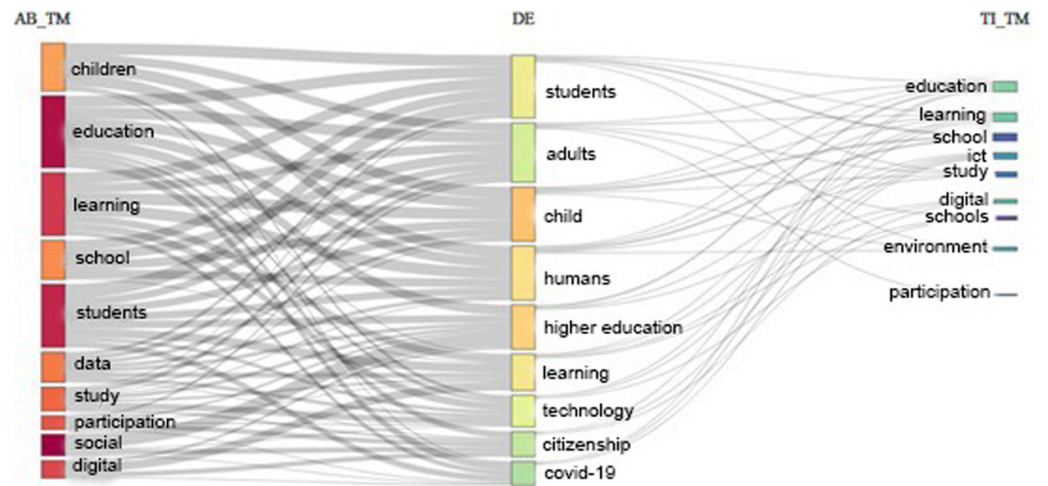 AB_TM
DE
TI_TM
children
education
learning
school
students
data
study
participation
social
digital
students
adults
child
humans
higher education
learning
technology
citizenship
covid-19
education
learning
school
ict
study
digital
schools
environment
participation